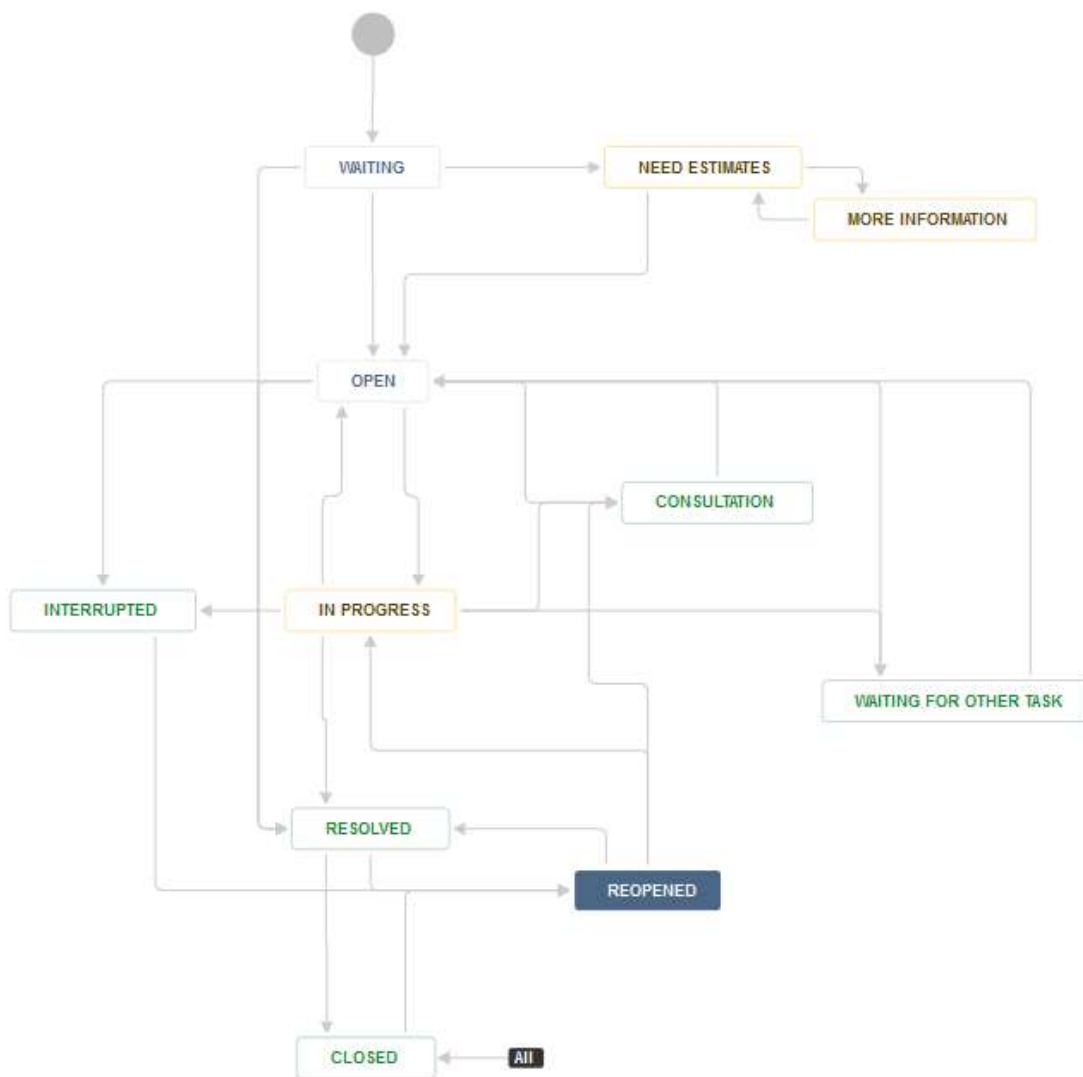 WAITING
NEED ESTIMATES
MORE INFORMATION
OPEN
CONSULTATION
INTERRUPTED
IN PROGRESS
WAITING FOR OTHER TASK
RESOLVED
REOPENED
CLOSED
All